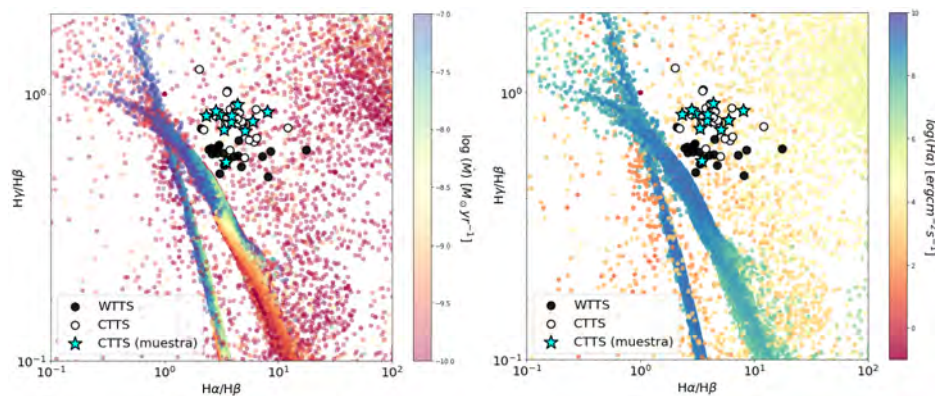 10⁰
10⁻¹
Hγ/Hβ
10⁻¹ 10⁰ 10¹ 10²
Hα/Hβ
WTTS
CTTS
CTTS (muestra)
−7.0
−7.5
−8.0
−8.5
−9.0
−9.5
−10.0
log (Ṁ) [M⊙yr⁻¹]
10⁰
10⁻¹
Hγ/Hβ
10⁻¹ 10⁰ 10¹ 10²
Hα/Hβ
WTTS
CTTS
CTTS (muestra)
10
8
6
4
2
0
log(Hα) [ergcm⁻²s⁻¹]